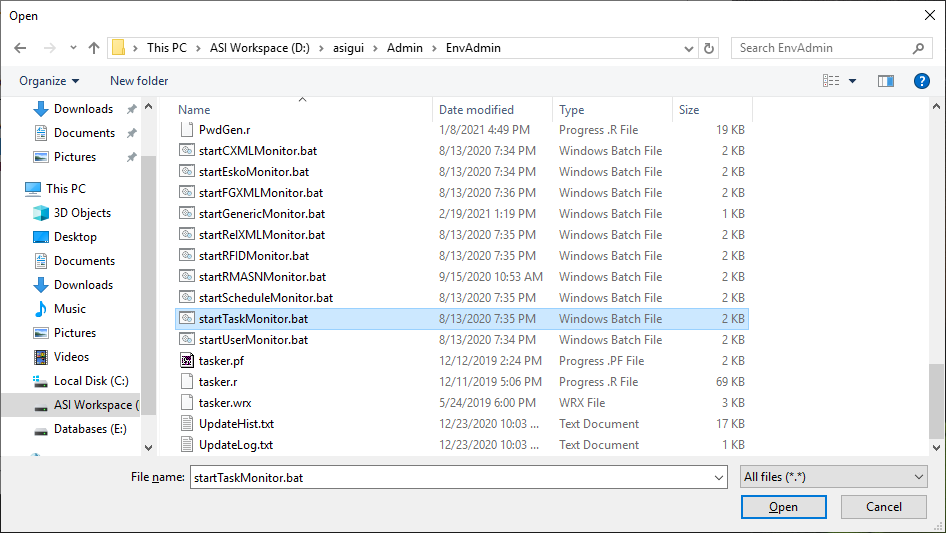 Open
This PC > ASI Workspace (D:) > asigui > Admin > EnvAdmin
Search EnvAdmin
Organize New folder
Name Date modified Type Size
Downloads
Documents
Pictures
This PC
3D Objects
Desktop
Documents
Downloads
Music
Pictures
Videos
Local Disk (C:)
ASI Workspace (
Databases (E:)
PwdGen.r 1/8/2021 4:49 PM Progress .R File 19 KB
startCXMLMonitor.bat 8/13/2020 7:34 PM Windows Batch File 2 KB
startEskoMonitor.bat 8/13/2020 7:34 PM Windows Batch File 2 KB
startFGXMLMonitor.bat 8/13/2020 7:36 PM Windows Batch File 2 KB
startGenericMonitor.bat 2/19/2021 1:19 PM Windows Batch File 1 KB
startRelXMLMonitor.bat 8/13/2020 7:35 PM Windows Batch File 2 KB
startRFIDMonitor.bat 8/13/2020 7:35 PM Windows Batch File 2 KB
startRMASNMonitor.bat 9/15/2020 10:53 AM Windows Batch File 2 KB
startScheduleMonitor.bat 8/13/2020 7:35 PM Windows Batch File 2 KB
startTaskMonitor.bat 8/13/2020 7:35 PM Windows Batch File 2 KB
startUserMonitor.bat 8/13/2020 7:34 PM Windows Batch File 2 KB
tasker.pf 12/12/2019 2:24 PM Progress .PF File 2 KB
tasker.r 12/11/2019 5:06 PM Progress .R File 69 KB
tasker.wrx 5/24/2019 6:00 PM WRX File 3 KB
UpdateHist.txt 12/23/2020 10:03 ... Text Document 17 KB
UpdateLog.txt 12/23/2020 10:03 ... Text Document 1 KB
File name: startTaskMonitor.bat All files (*.*)
Open Cancel